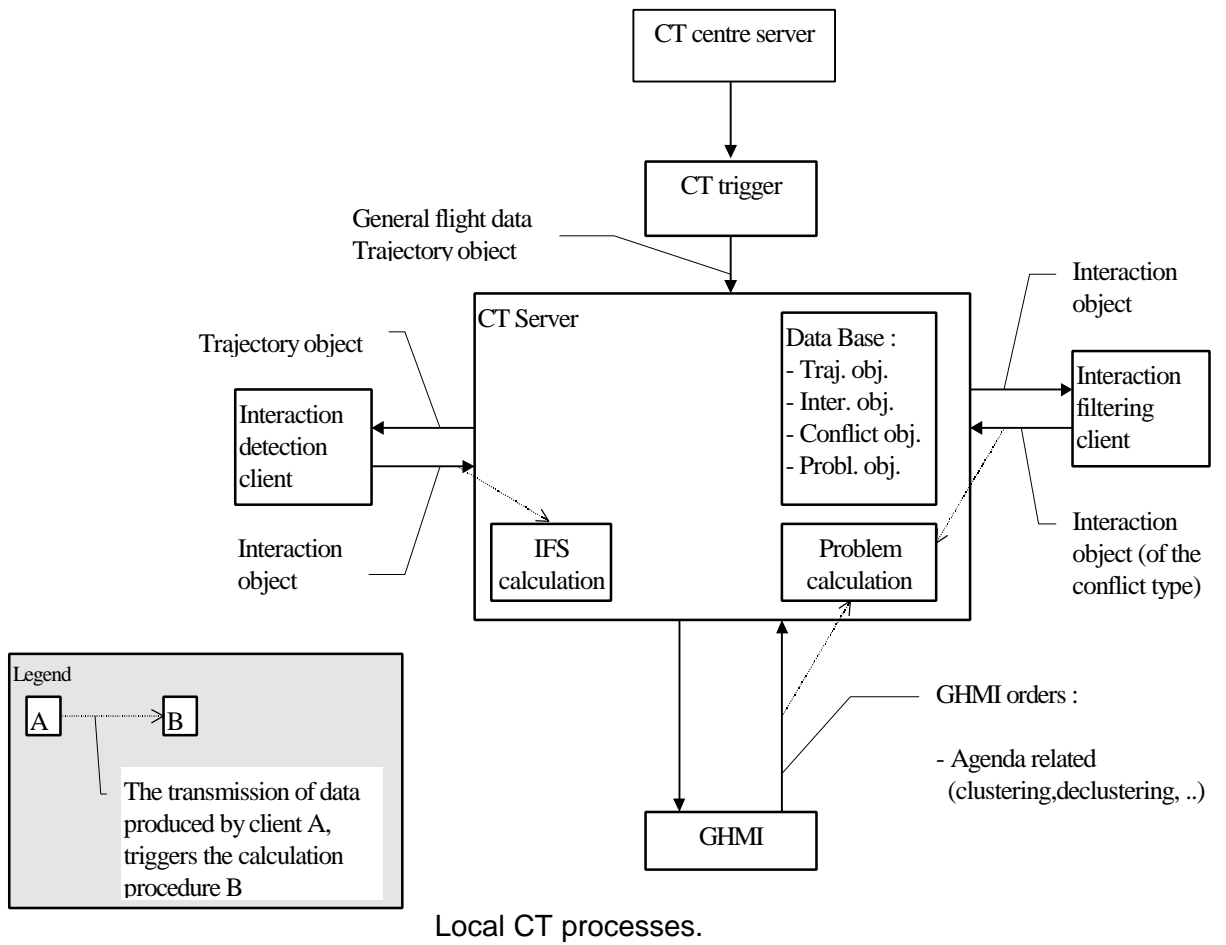 CT centre server
CT trigger
General flight data
Trajectory object
Interaction
object
CT Server
Data Base :
- Traj. obj.
- Inter. obj.
- Conflict obj.
- Probl. obj.
Trajectory object
Interaction
detection
client
Interaction
filtering
client
Interaction
object
IFS
calculation
Problem
calculation
Interaction
object (of the
conflict type)
Legend
A
B
The transmission of data
produced by client A,
triggers the calculation
procedure B
GHMI orders :
- Agenda related
(clustering,declustering, ..)
GHMI
Local CT processes.